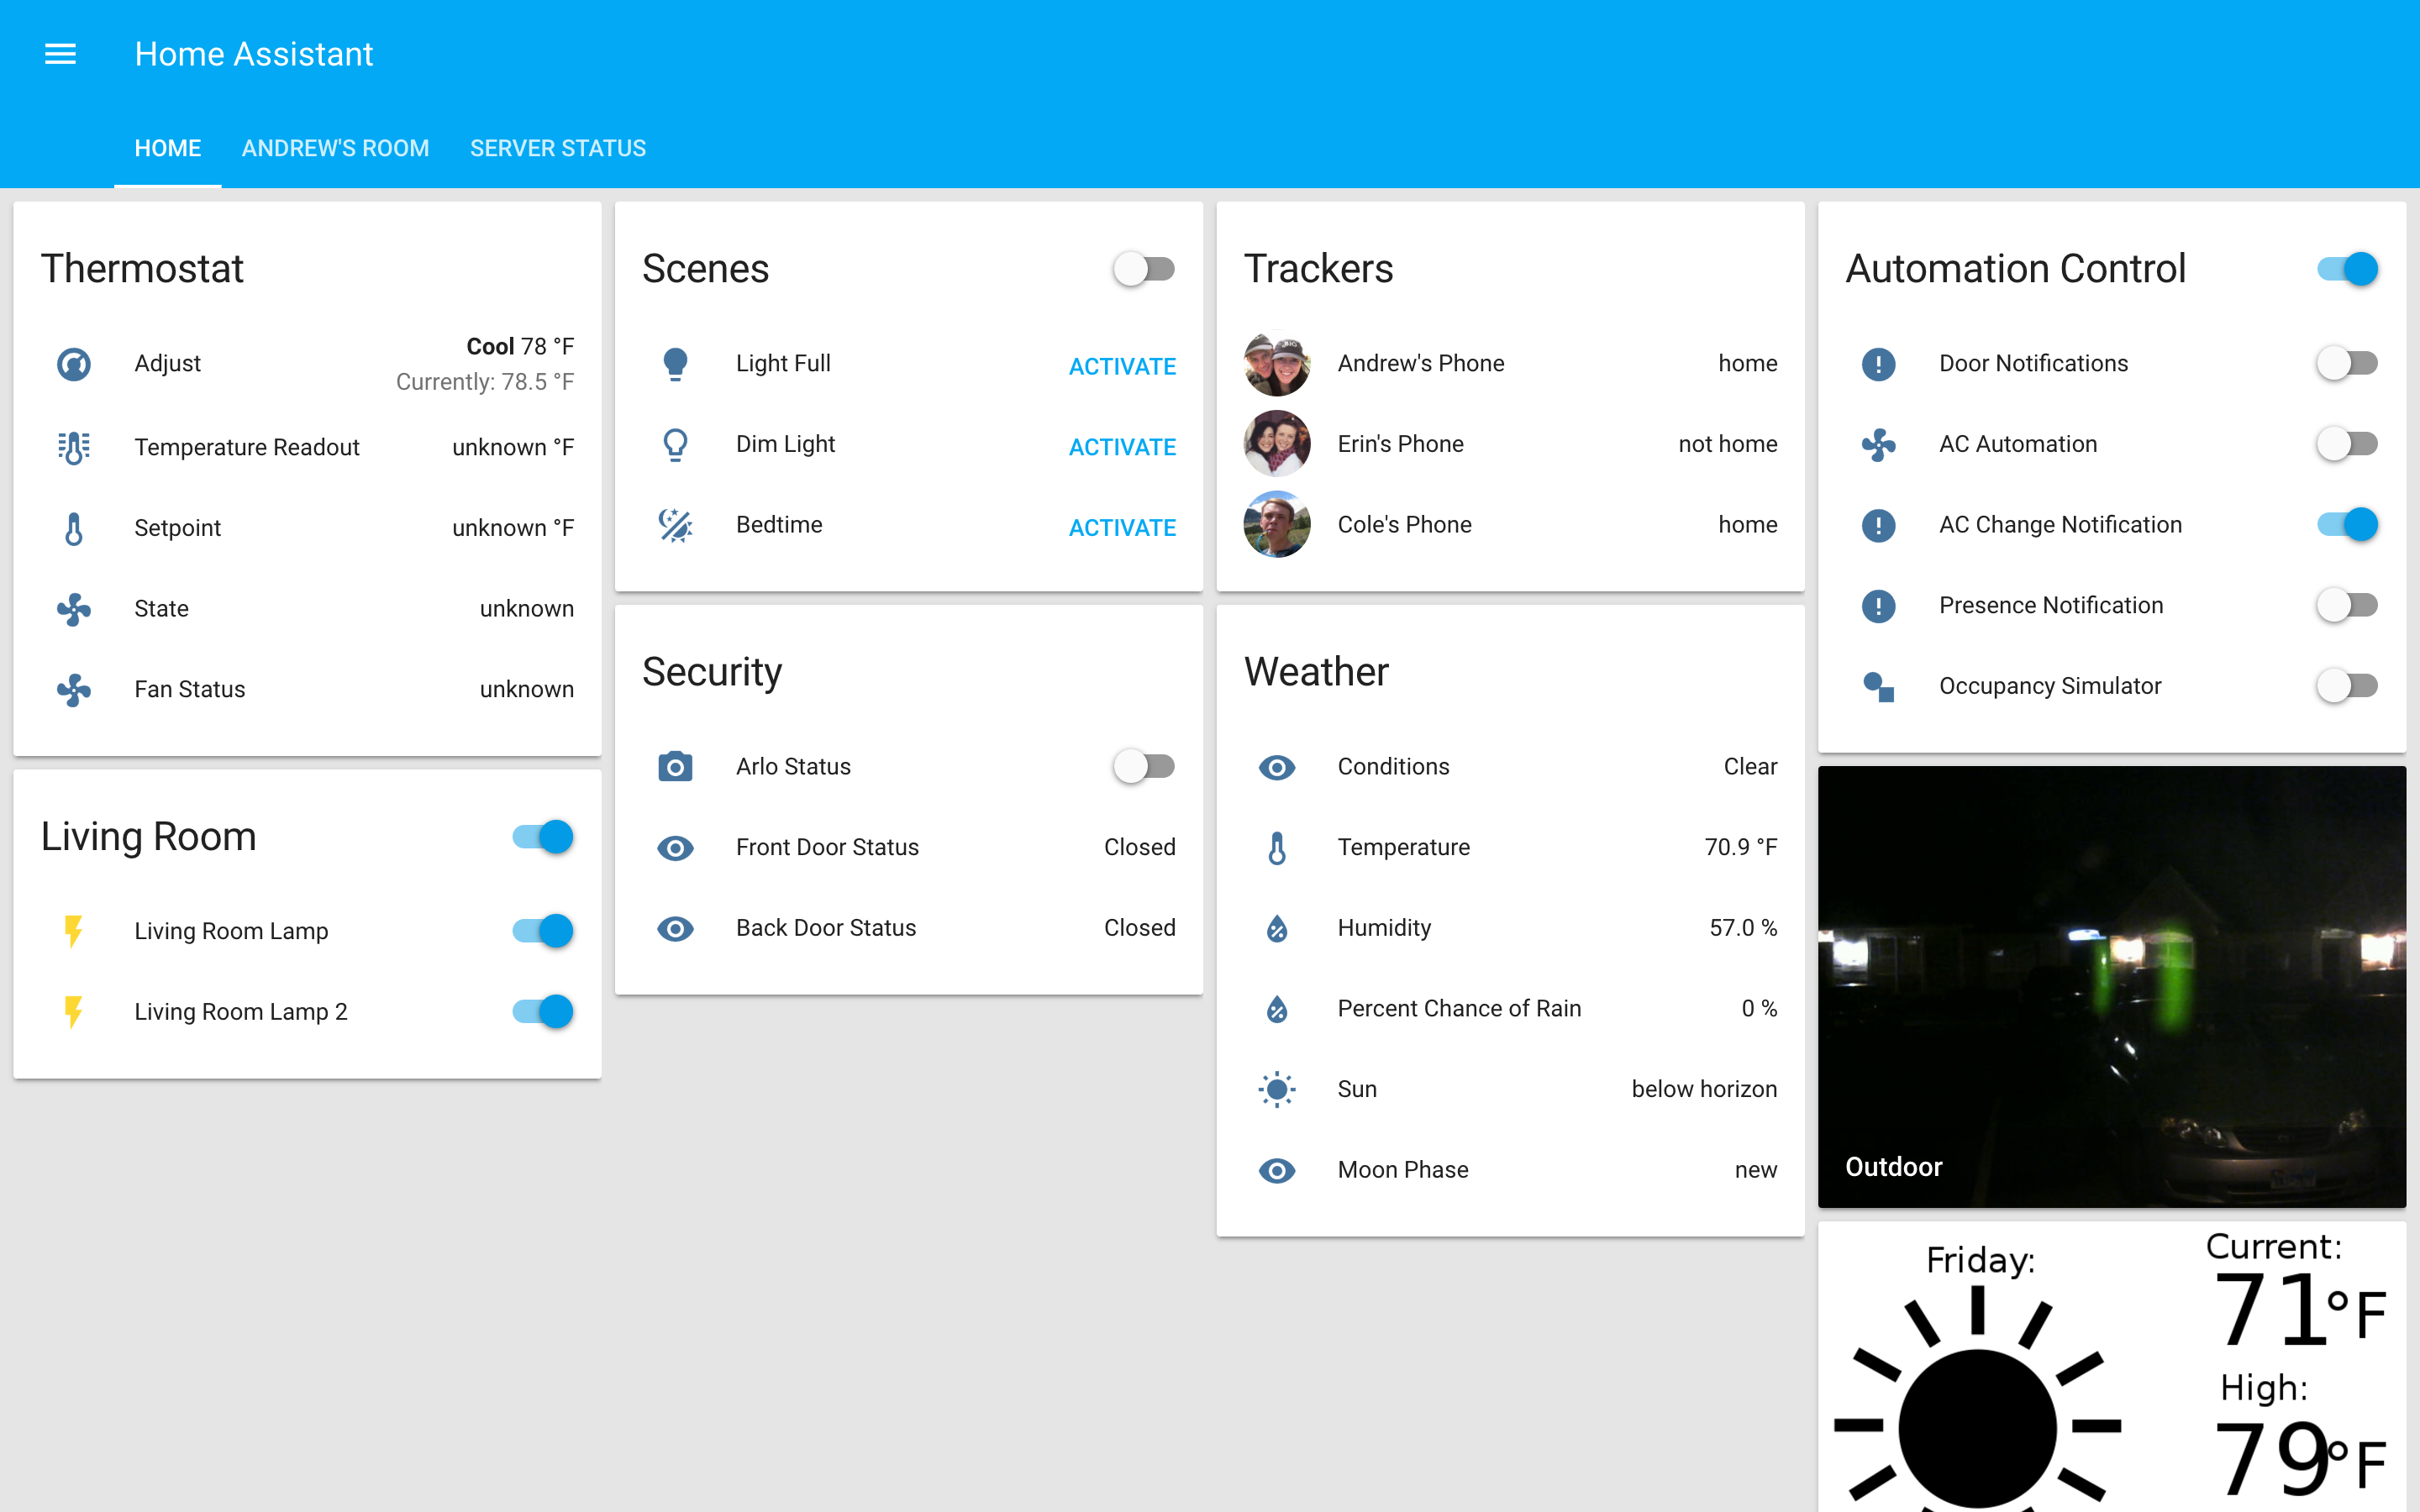 Home Assistant
HOME ANDREW'S ROOM SERVER STATUS
Thermostat
Adjust Cool 78 °F
Currently: 78.5 °F
Temperature Readout unknown °F
Setpoint unknown °F
State unknown
Fan Status unknown
Living Room
Living Room Lamp
Living Room Lamp 2
Scenes
Light Full ACTIVATE
Dim Light ACTIVATE
Bedtime ACTIVATE
Security
Arlo Status
Front Door Status Closed
Back Door Status Closed
Trackers
Andrew's Phone home
Erin's Phone not home
Cole's Phone home
Weather
Conditions Clear
Temperature 70.9 °F
Humidity 57.0 %
Percent Chance of Rain 0 %
Sun below horizon
Moon Phase new
Automation Control
Door Notifications
AC Automation
AC Change Notification
Presence Notification
Occupancy Simulator
Outdoor
Friday:
Current:
71°F
High:
79°F